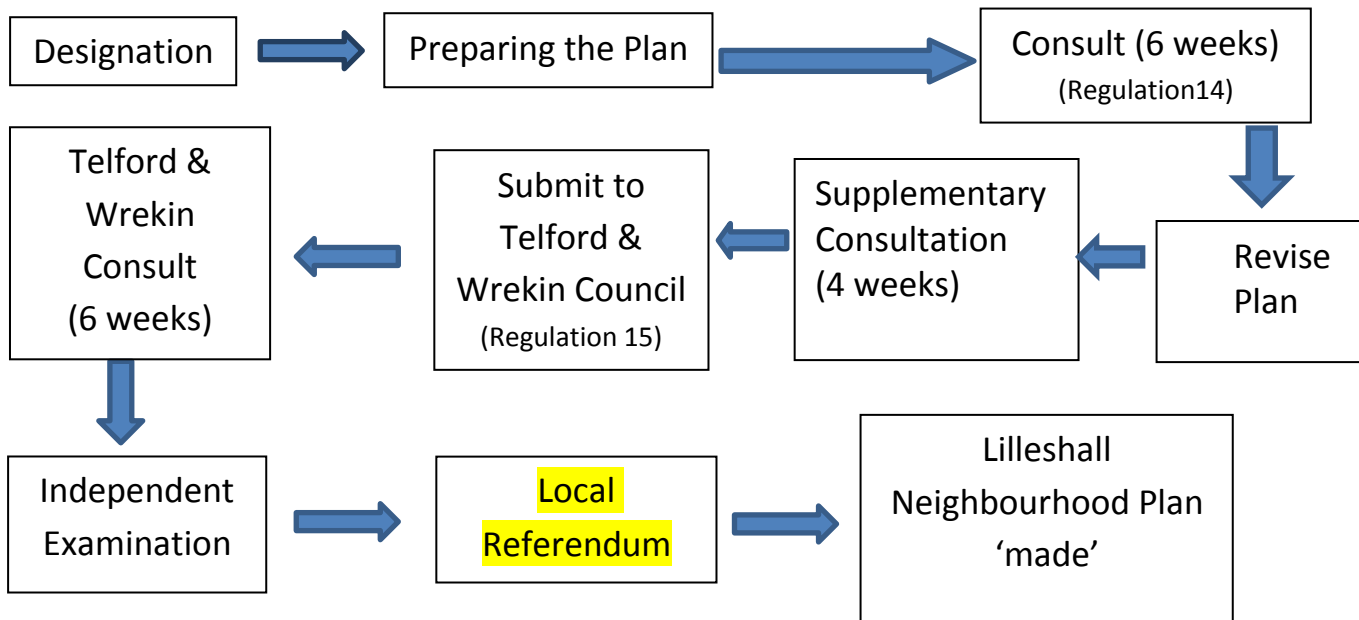 Designation
Preparing the Plan
Consult (6 weeks)
(Regulation14)
Revise
Plan
Supplementary
Consultation
(4 weeks)
Submit to
Telford &
Wrekin Council
(Regulation 15)
Telford &
Wrekin
Consult
(6 weeks)
Independent
Examination
Local
Referendum
Lilleshall
Neighbourhood Plan
‘made’